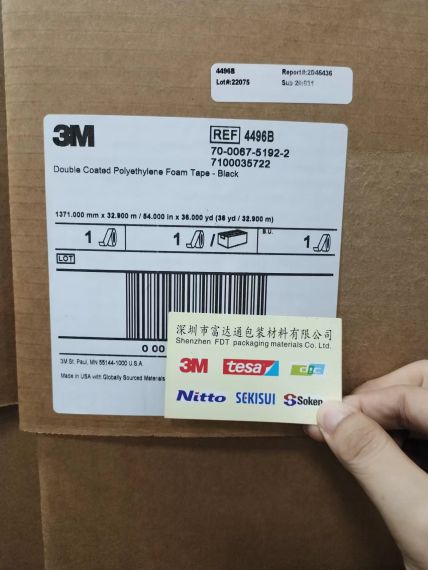 4496B Report#:2045436
Lot#:22075
3M
REF 4496B
70-0067-5192-2
7100035722
Double Coated Polyethylene Foam Tape - Black
1371.000 mm x 32.900 m / 54.000 in x 36.000 yd (36 yd / 32.900 m)
1 1 / B.U. 1
LOT
0 00
3M St. Paul, MN 55144-1000 U.S.A.
Made in USA with Globally Sourced Materials
深圳市富达通包装材料有限公司
Shenzhen FDT packaging materials Co. Ltd.
3M tesa
Nitto SEKISUI Soken